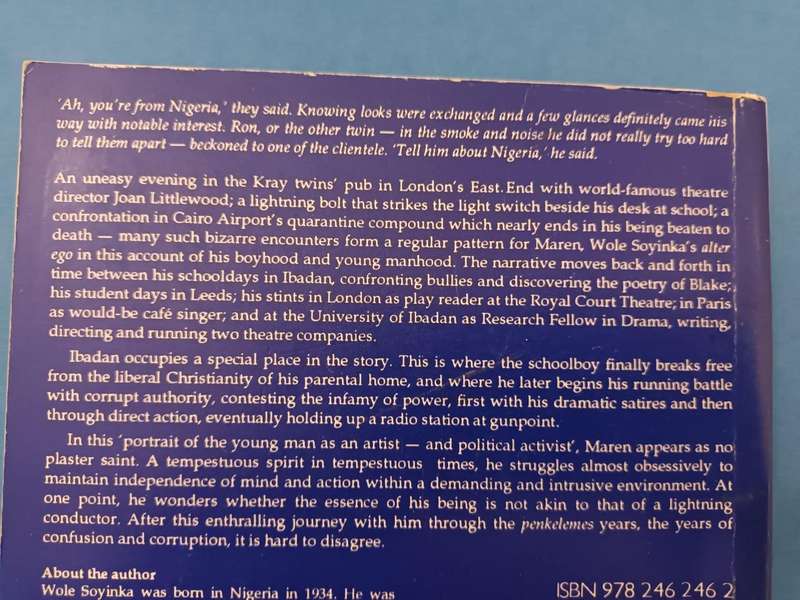 'Ah, you're from Nigeria,' they said. Knowing looks were exchanged and a few glances definitely came his
way with notable interest. Ron, or the other twin — in the smoke and noise he did not really try too hard
to tell them apart — beckoned to one of the clientele. 'Tell him about Nigeria,' he said.
An uneasy evening in the Kray twins' pub in London's East.End with world-famous theatre
director Joan Littlewood; a lightning bolt that strikes the light switch beside his desk at school; a
confrontation in Cairo Airport's quarantine compound which nearly ends in his being beaten to
death — many such bizarre encounters form a regular pattern for Maren, Wole Soyinka's alter
ego in this account of his boyhood and young manhood. The narrative moves back and forth in
time between his schooldays in Ibadan, confronting bullies and discovering the poetry of Blake;
his student days in Leeds; his stints in London as play reader at the Royal Court Theatre; in Paris
as would-be café singer; and at the University of Ibadan as Research Fellow in Drama, writing,
directing and running two theatre companies.
Ibadan occupies a special place in the story. This is where the schoolboy finally breaks free
from the liberal Christianity of his parental home, and where he later begins his running battle
with corrupt authority, contesting the infamy of power, first with his dramatic satires and then
through direct action, eventually holding up a radio station at gunpoint.
In this 'portrait of the young man as an artist — and political activist', Maren appears as no
plaster saint. A tempestuous spirit in tempestuous times, he struggles almost obsessively to
maintain independence of mind and action within a demanding and intrusive environment. At
one point, he wonders whether the essence of his being is not akin to that of a lightning
conductor. After this enthralling journey with him through the penkelemes years, the years of
confusion and corruption, it is hard to disagree.
About the author
Wole Soyinka was born in Nigeria in 1934. He was
ISBN 978 246 246 2